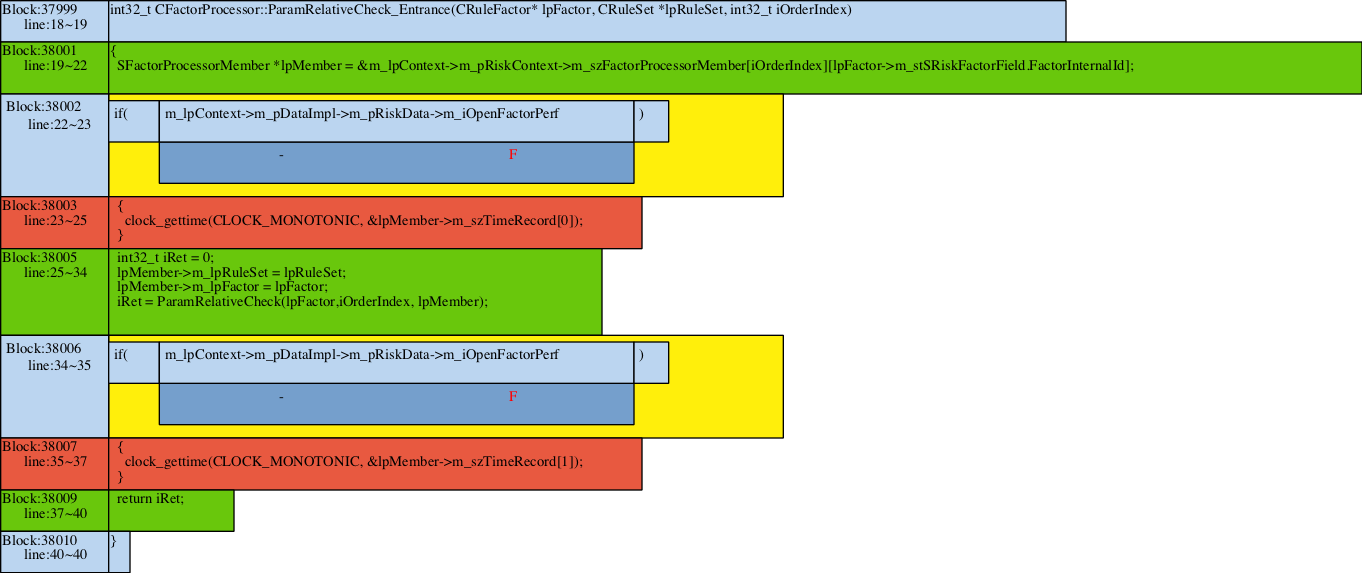 Block:37999
line:18~19
int32_t CFactorProcessor::ParamRelativeCheck_Entrance(CRuleFactor* lpFactor, CRuleSet *lpRuleSet, int32_t iOrderIndex)
Block:38001
line:19~22
{
SFactorProcessorMember *lpMember = &m_lpContext->m_pRiskContext->m_szFactorProcessorMember[iOrderIndex][lpFactor->m_stSRiskFactorField.FactorInternalId];
Block:38002
line:22~23
if( m_lpContext->m_pDataImpl->m_pRiskData->m_iOpenFactorPerf )
- F
Block:38003
line:23~25
{
clock_gettime(CLOCK_MONOTONIC, &lpMember->m_szTimeRecord[0]);
}
Block:38005
line:25~34
int32_t iRet = 0;
lpMember->m_lpRuleSet = lpRuleSet;
lpMember->m_lpFactor = lpFactor;
iRet = ParamRelativeCheck(lpFactor,iOrderIndex, lpMember);
Block:38006
line:34~35
if( m_lpContext->m_pDataImpl->m_pRiskData->m_iOpenFactorPerf )
- F
Block:38007
line:35~37
{
clock_gettime(CLOCK_MONOTONIC, &lpMember->m_szTimeRecord[1]);
}
Block:38009
line:37~40
return iRet;
Block:38010
line:40~40
}